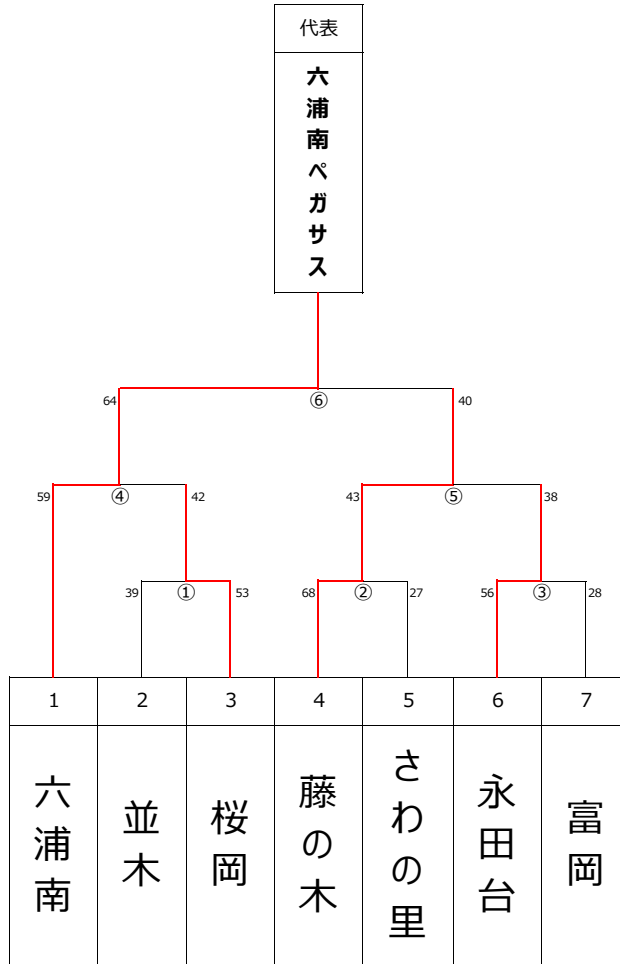 代表
六浦南ペガサス
64 ⑥ 40
59 ④ 42 43 ⑤ 38
39 ① 53 68 ② 27 56 ③ 28
1 2 3 4 5 6 7
六浦南
並木
桜岡
藤の木
さわの里
永田台
富岡